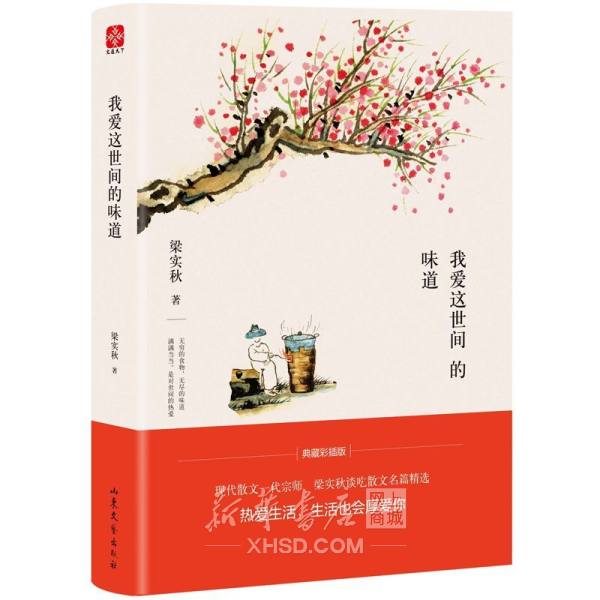 文通天下
我爱这世间的味道
梁实秋 著
山东文艺出版社
我爱这世间的
味道
梁实秋 著
无穷的食物，无尽的味道
满满当当，是对世间的热爱
典藏彩插版
现代散文一代宗师 梁实秋谈吃散文名篇精选
热爱生活，生活也会厚爱你
新华书店
网上
商城
XHSD.COM